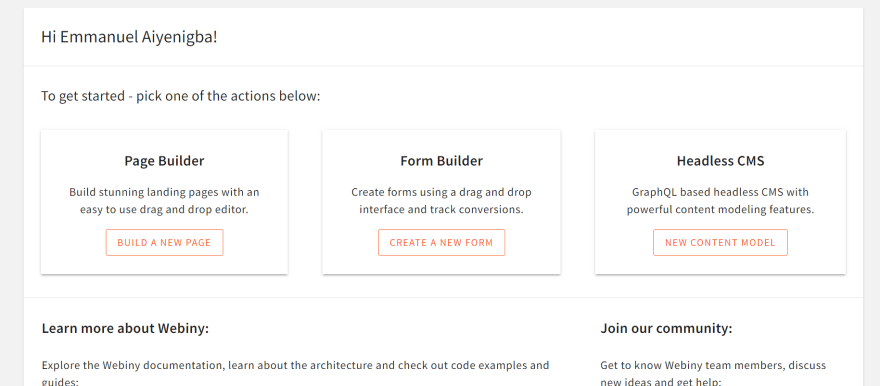 Hi Emmanuel Aiyenigba!
To get started - pick one of the actions below:
Page Builder
Build stunning landing pages with an
easy to use drag and drop editor.
BUILD A NEW PAGE
Form Builder
Create forms using a drag and drop
interface and track conversions.
CREATE A NEW FORM
Headless CMS
GraphQL based headless CMS with
powerful content modeling features.
NEW CONTENT MODEL
Learn more about Webiny:
Explore the Webiny documentation, learn about the architecture and check out code examples and
guides:
Join our community:
Get to know Webiny team members, discuss
new ideas and get help: